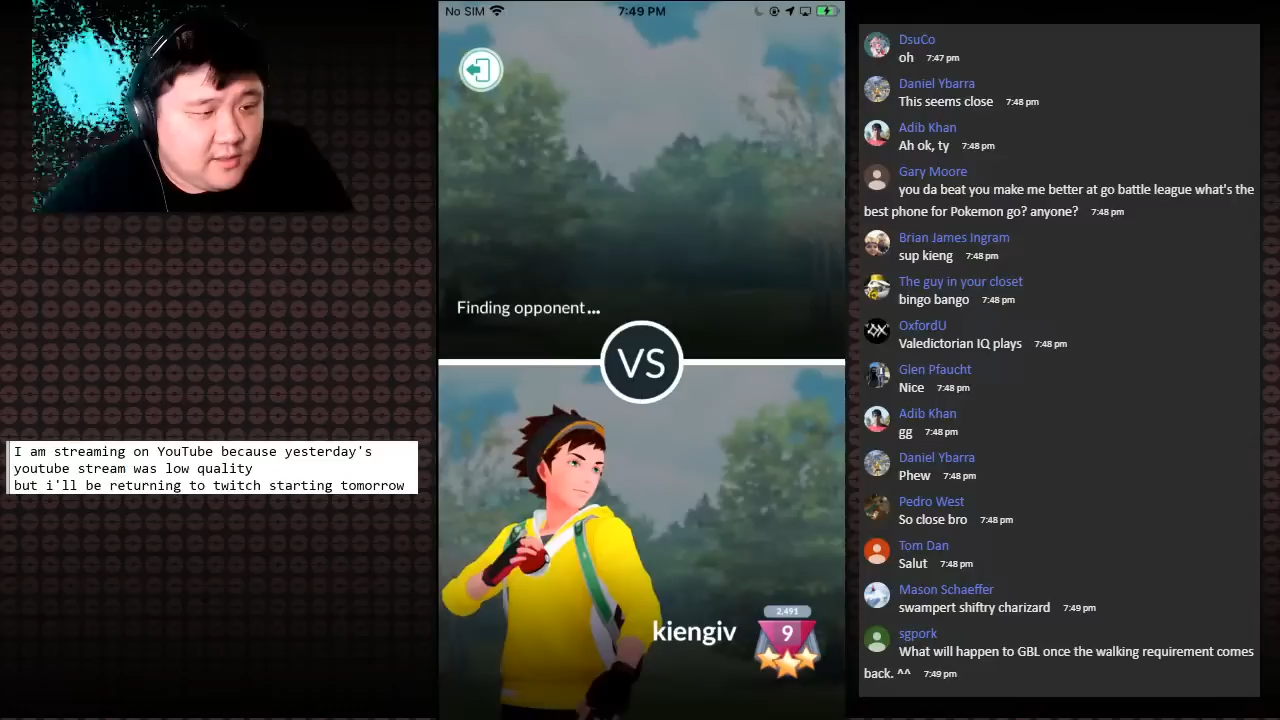 No SIM
7:49 PM
Finding opponent...
VS
kiengiv
2,491
9
I am streaming on YouTube because yesterday's
youtube stream was low quality
but i'll be returning to twitch starting tomorrow
DsuCo
oh 7:47 pm
Daniel Ybarra
This seems close 7:48 pm
Adib Khan
Ah ok, ty 7:48 pm
Gary Moore
you da beat you make me better at go battle league what's the
best phone for Pokemon go? anyone? 7:48 pm
Brian James Ingram
sup kieng 7:48 pm
The guy in your closet
bingo bango 7:48 pm
OxfordU
Valedictorian IQ plays 7:48 pm
Glen Pfaucht
Nice 7:48 pm
Adib Khan
gg 7:48 pm
Daniel Ybarra
Phew 7:48 pm
Pedro West
So close bro 7:48 pm
Tom Dan
Salut 7:48 pm
Mason Schaeffer
swampert shiftry charizard 7:49 pm
sgpork
What will happen to GBL once the walking requirement comes
back. ^^ 7:49 pm